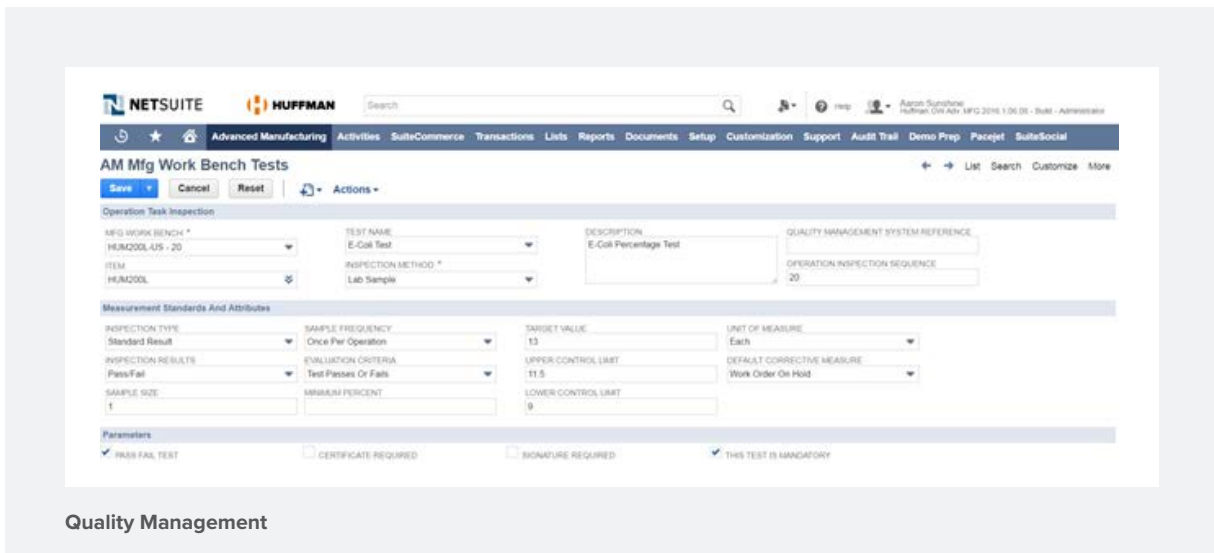 NETSUITE HUFFMAN Search Help Aaron Sunshine
Advanced Manufacturing Activities SuiteCommerce Transactions Lists Reports Documents Setup Customization Support Audit Trail Demo Prep Pacejet SuiteSocial
AM Mfg Work Bench Tests List Search Customize More
Save Cancel Reset Actions
Operation Task Inspection
MFG WORK BENCH * TEST NAME DESCRIPTION QUALITY MANAGEMENT SYSTEM REFERENCE
HUM200L-US - 20 E-Coli Test E-Coli Percentage Test
ITEM INSPECTION METHOD * OPERATION INSPECTION SEQUENCE
HUM200L Lab Sample 20
Measurement Standards And Attributes
INSPECTION TYPE SAMPLE FREQUENCY TARGET VALUE UNIT OF MEASURE
Standard Result Once Per Operation 13 Each
INSPECTION RESULTS EVALUATION CRITERIA UPPER CONTROL LIMIT DEFAULT CORRECTIVE MEASURE
Pass/Fail Test Passes Or Fails 11.5 Work Order On Hold
SAMPLE SIZE MINIMUM PERCENT LOWER CONTROL LIMIT
1 9
Parameters
PASS FAIL TEST CERTIFICATE REQUIRED SIGNATURE REQUIRED THIS TEST IS MANDATORY
Quality Management